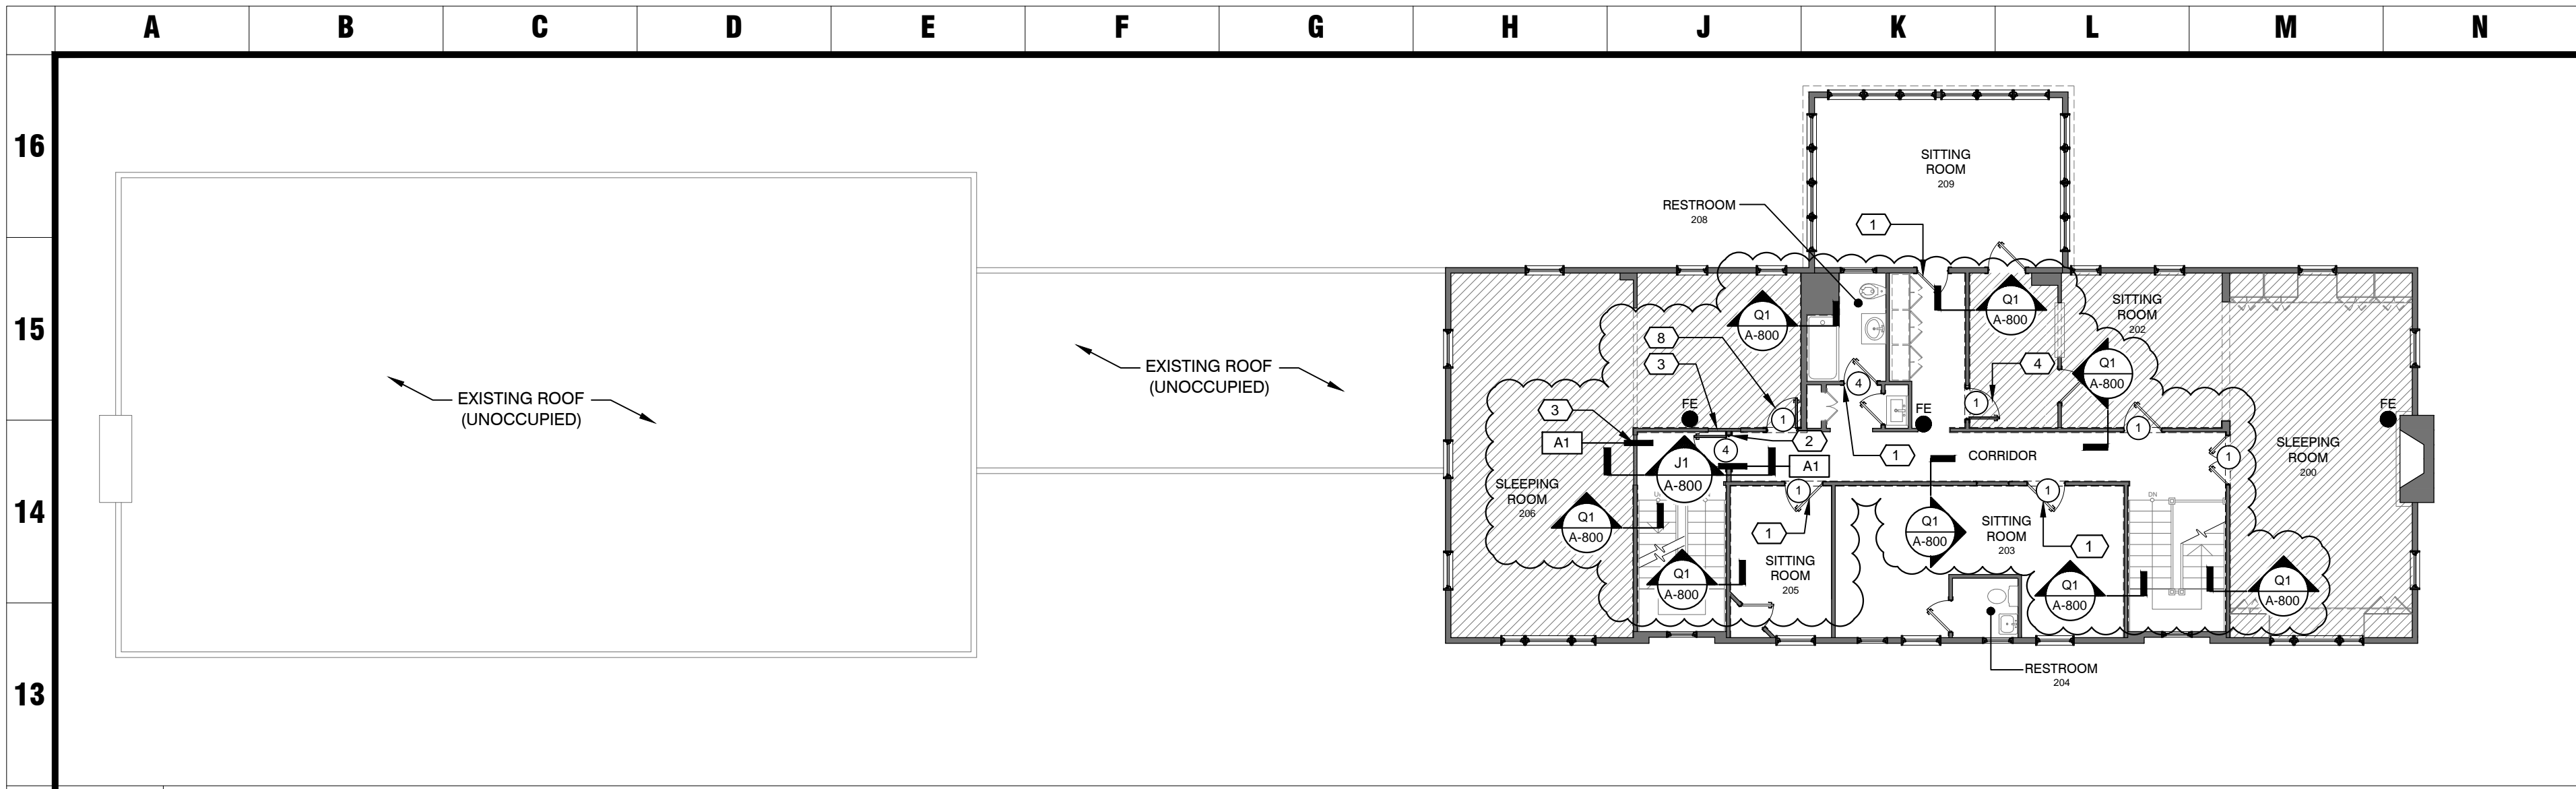 A B C D E F G H J K L M N
16
15
14
13
SITTING
ROOM
209
RESTROOM
208
1
Q1
A-800
Q1
A-800
SITTING
ROOM
202
8
3
4
Q1
A-800
EXISTING ROOF
(UNOCCUPIED)
EXISTING ROOF
(UNOCCUPIED)
4
1
FE
FE
FE
3
1
1
A1
2
4
1
A1
1
CORRIDOR
1
J1
A-800
SLEEPING
ROOM
200
SLEEPING
ROOM
206
1
1
DN
Q1
A-800
1
Q1
A-800
SITTING
ROOM
203
1
SITTING
ROOM
205
Q1
A-800
Q1
A-800
Q1
A-800
RESTROOM
204